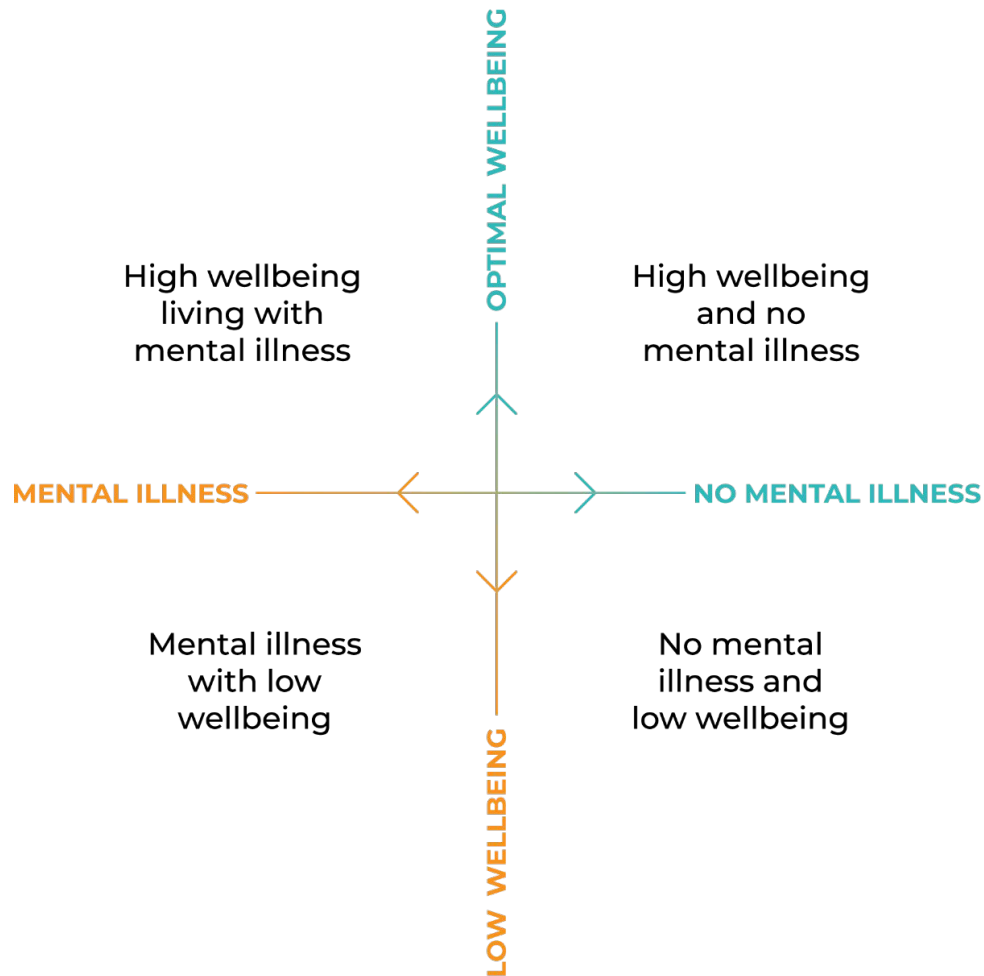 OPTIMAL WELLBEING
High wellbeing
living with
mental illness
High wellbeing
and no
mental illness
MENTAL ILLNESS
NO MENTAL ILLNESS
Mental illness
with low
wellbeing
No mental
illness and
low wellbeing
LOW WELLBEING